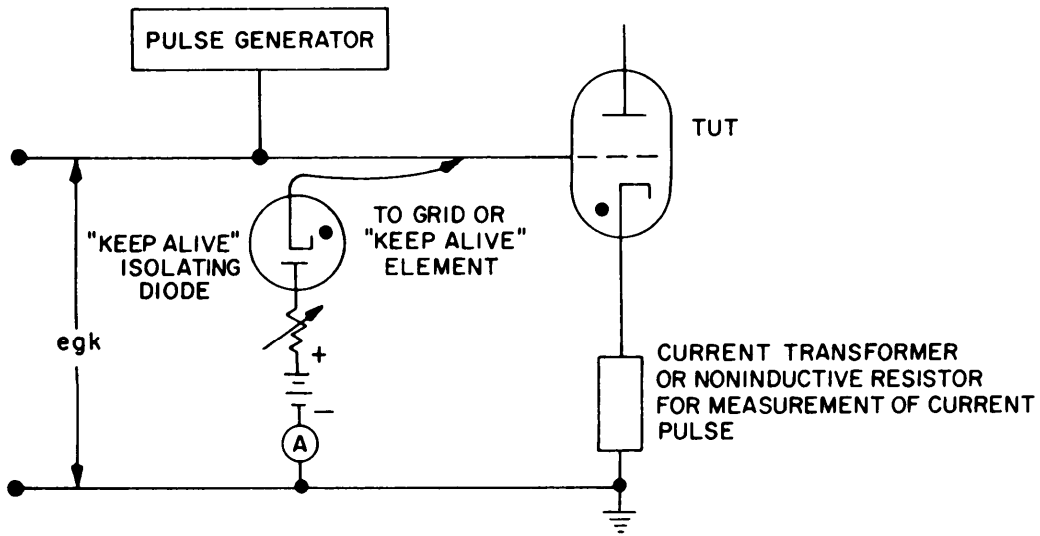 PULSE GENERATOR
TUT
TO GRID OR
"KEEP ALIVE"
ELEMENT
"KEEP ALIVE"
ISOLATING
DIODE
egk
+
–
A
CURRENT TRANSFORMER
OR NONINDUCTIVE RESISTOR
FOR MEASUREMENT OF CURRENT
PULSE